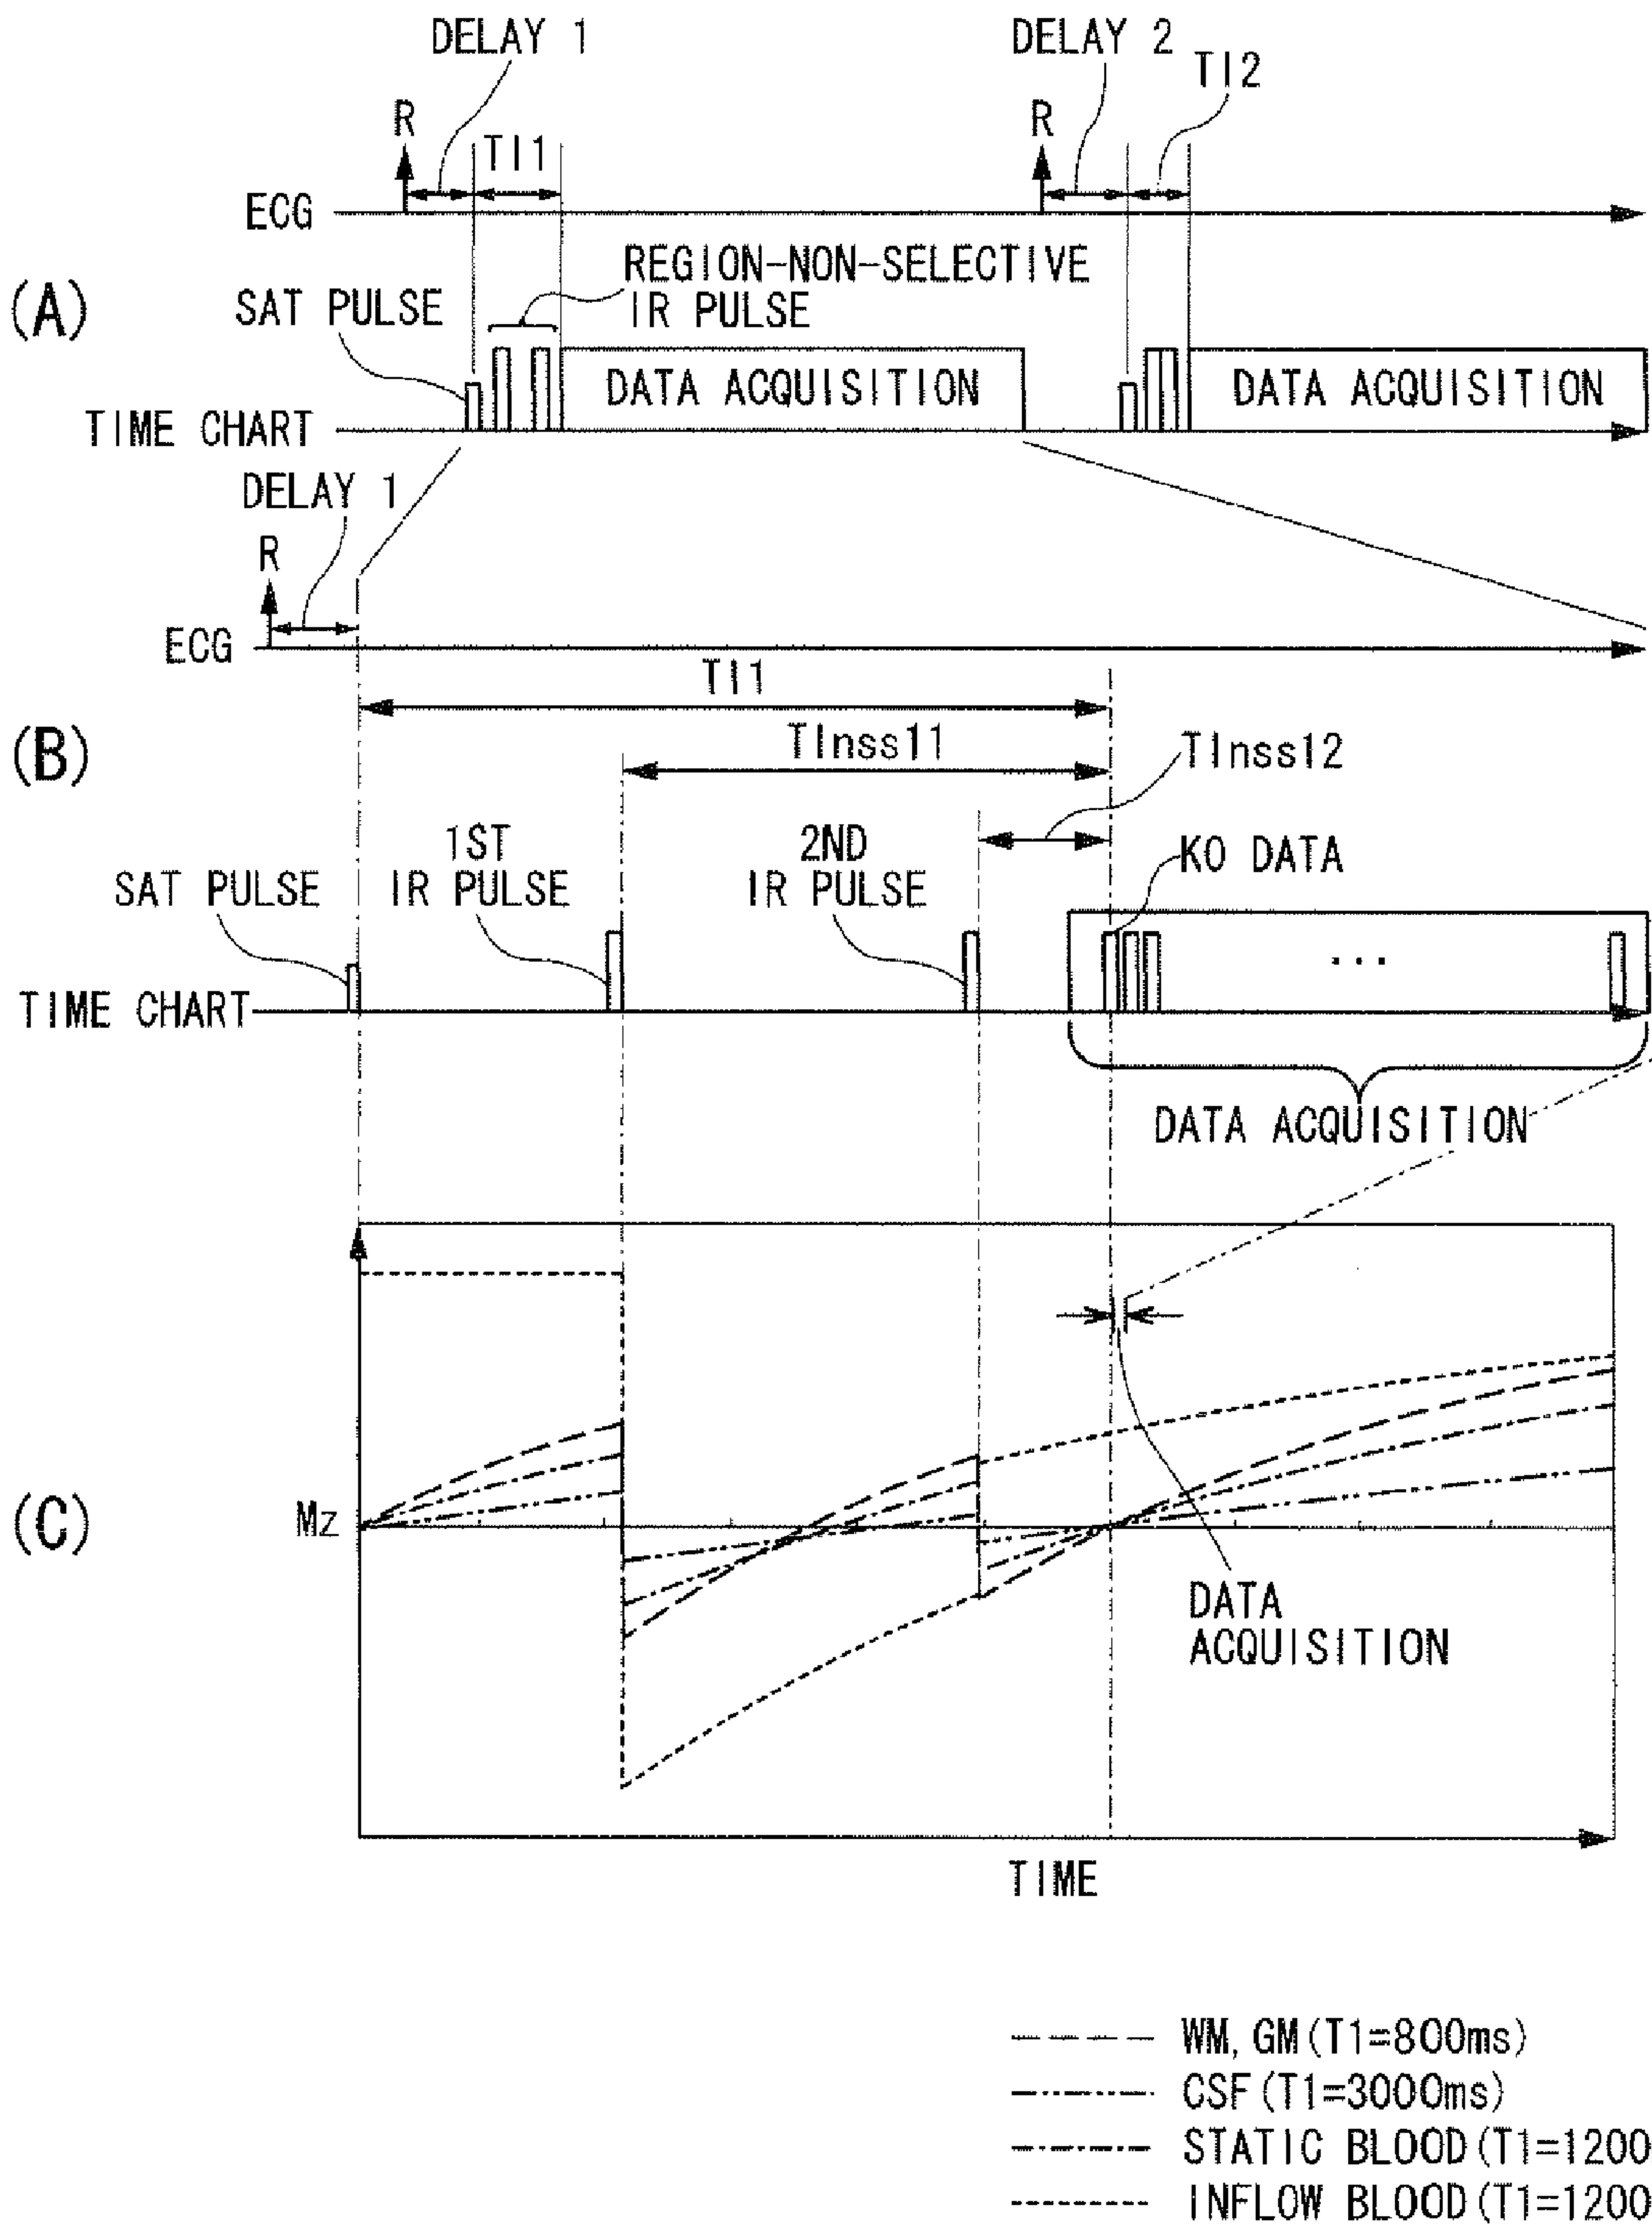 DELAY 1
DELAY 2
TI2
R
TI1
R
ECG
REGION-NON-SELECTIVE
IR PULSE
(A)
SAT PULSE
DATA ACQUISITION
DATA ACQUISITION
TIME CHART
DELAY 1
R
ECG
TI1
(B)
TInss11
TInss12
1ST
IR PULSE
2ND
IR PULSE
K0 DATA
SAT PULSE
...
TIME CHART
DATA ACQUISITION
(C)
Mz
DATA
ACQUISITION
TIME
WM, GM (T1=800ms)
CSF (T1=3000ms)
STATIC BLOOD (T1=1200
INFLOW BLOOD (T1=1200